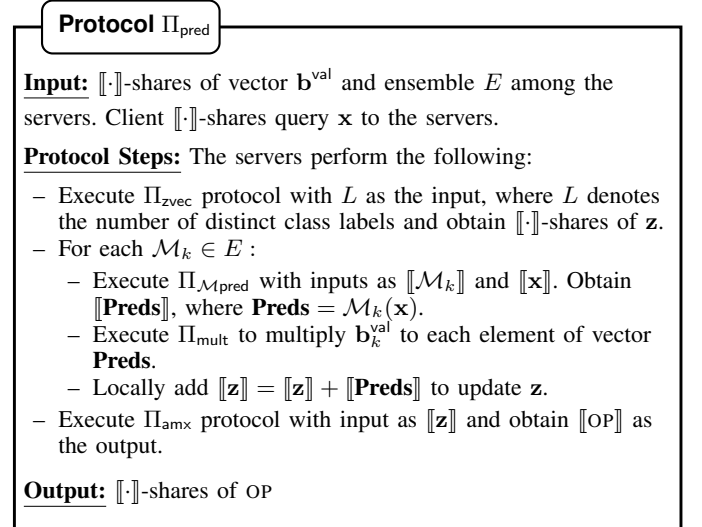 Protocol Π_pred
Input: ⟦·⟧-shares of vector b^val and ensemble E among the
servers. Client ⟦·⟧-shares query x to the servers.
Protocol Steps: The servers perform the following:
– Execute Π_zvec protocol with L as the input, where L denotes
the number of distinct class labels and obtain ⟦·⟧-shares of z.
– For each ℳ_k ∈ E :
– Execute Π_ℳpred with inputs as ⟦ℳ_k⟧ and ⟦x⟧. Obtain
⟦Preds⟧, where Preds = ℳ_k(x).
– Execute Π_mult to multiply b_k^val to each element of vector
Preds.
– Locally add ⟦z⟧ = ⟦z⟧ + ⟦Preds⟧ to update z.
– Execute Π_amx protocol with input as ⟦z⟧ and obtain ⟦OP⟧ as
the output.
Output: ⟦·⟧-shares of OP